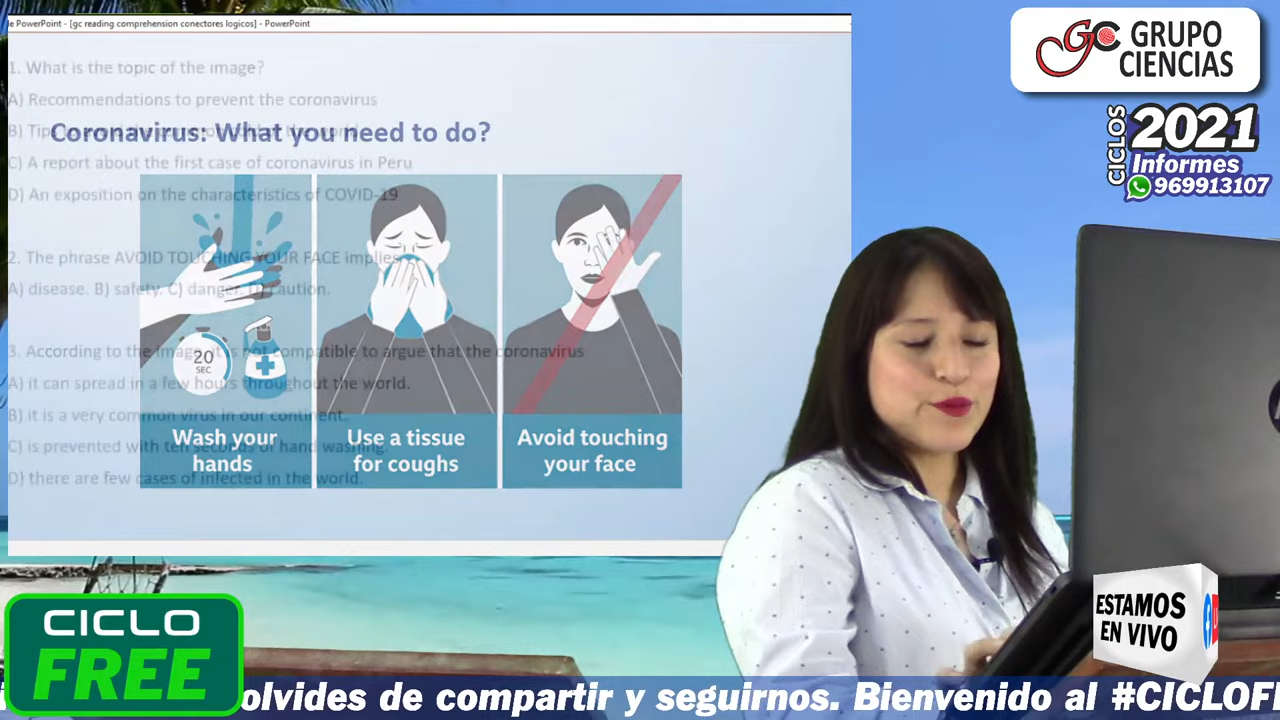 le PowerPoint - [gc reading comprehension conectores logicos] - PowerPoint
1. What is the topic of the image?
A) Recommendations to prevent the coronavirus
B) Tips
Coronavirus: What you need to do?
C) A report about the first case of coronavirus in Peru
D) An exposition on the characteristics of COVID-19
2. The phrase AVOID TOUCHING YOUR FACE implies
A) disease. B) safety. C) danger. D) caution.
3. According to the image, it is not compatible to argue that the coronavirus
A) it can spread in a few hours throughout the world.
B) it is a very common virus in our continent.
C) is prevented with ten seconds of hand washing.
D) there are few cases of infected in the world.
20
SEC
Wash your
hands
Use a tissue
for coughs
Avoid touching
your face
GC GRUPO
CIENCIAS
CICLOS
2021
Informes
969913107
ESTAMOS
EN VIVO
CICLO
FREE
olvides de compartir y seguirnos. Bienvenido al #CICLOF